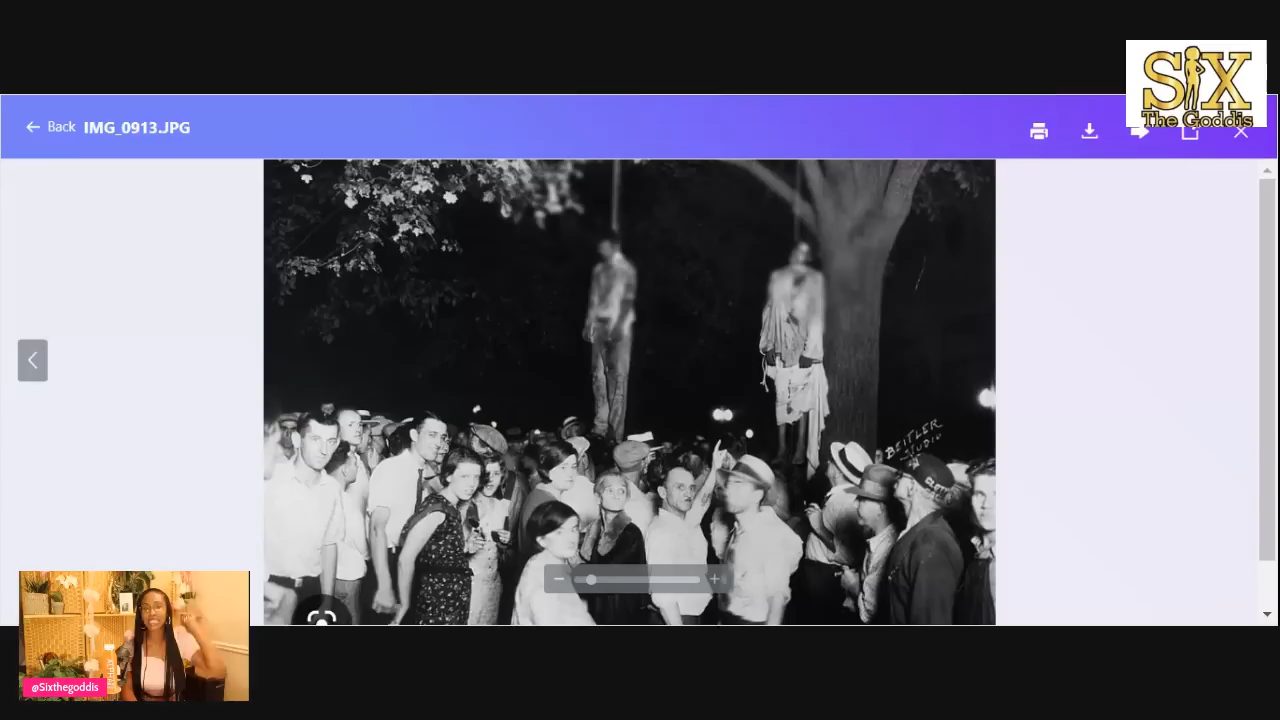 SiX
The Goddis
Back IMG_0913.JPG
BEITLER
STUDIO
@Sixthegoddis